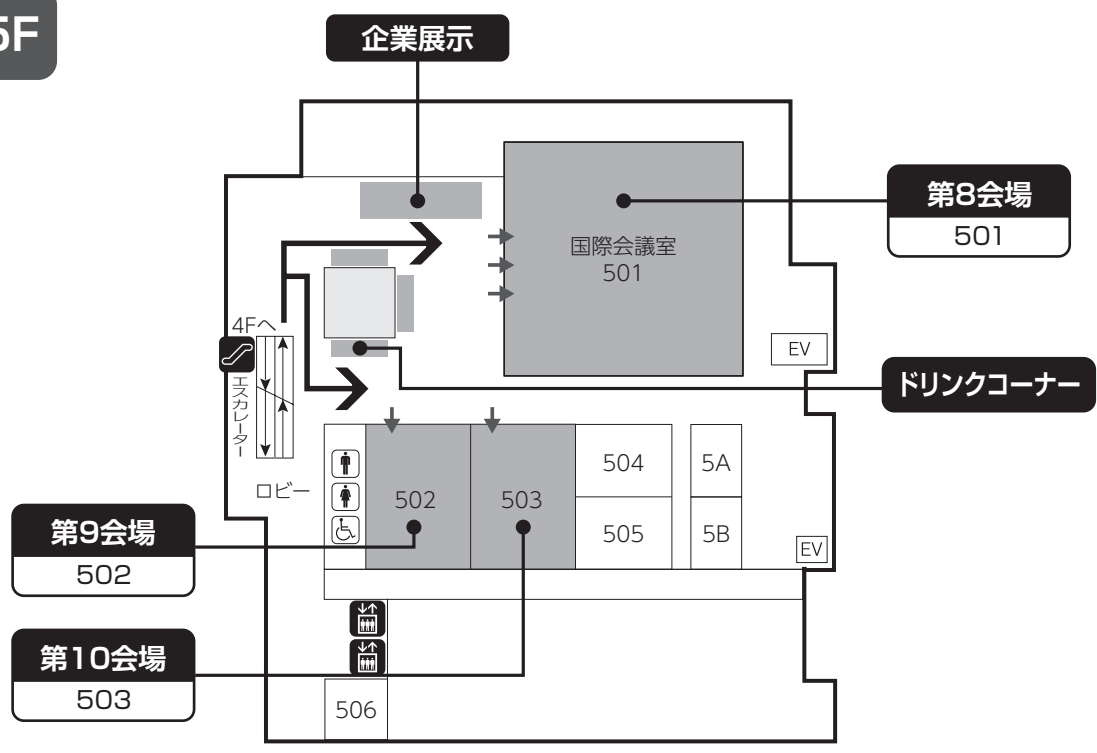 5F
企業展示
第8会場
501
国際会議室
501
4Fへ
エスカレーター
EV
ドリンクコーナー
ロビー
502
503
504
505
5A
5B
EV
第9会場
502
第10会場
503
506